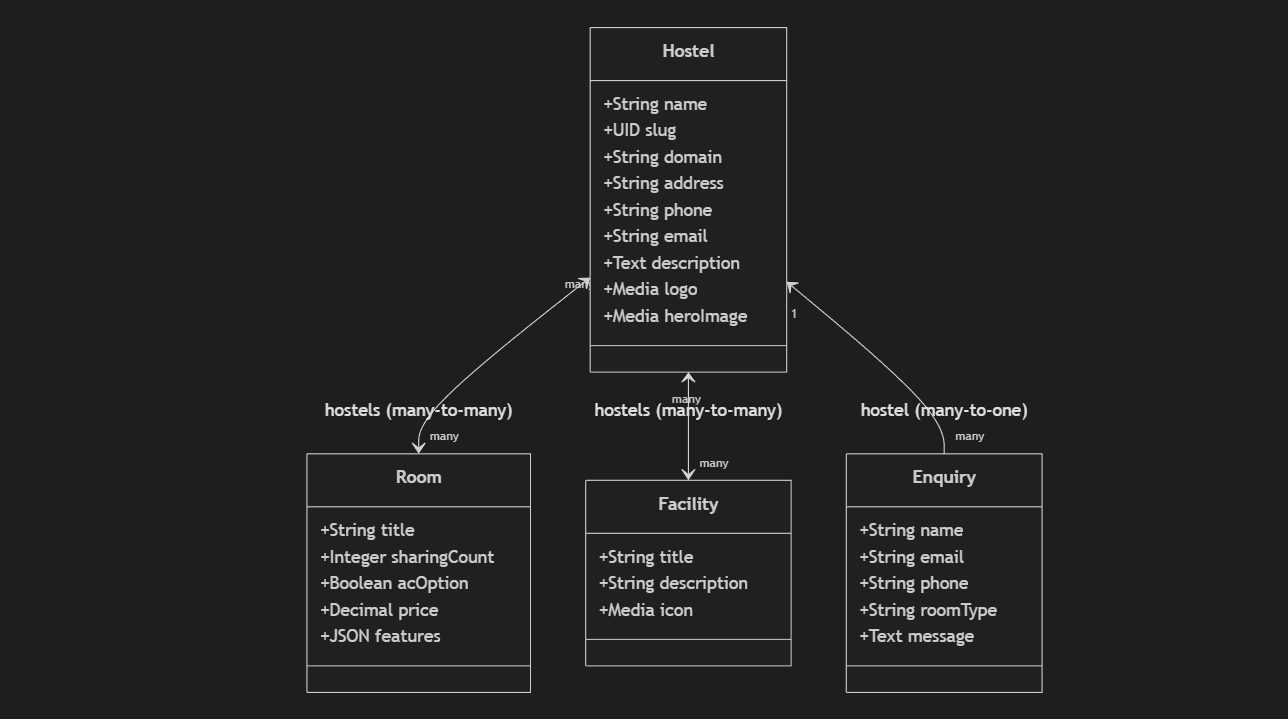 Hostel
+String name
+UID slug
+String domain
+String address
+String phone
+String email
+Text description
+Media logo
+Media heroImage
many
1
hostels (many-to-many)
many
many
hostels (many-to-many)
many
hostel (many-to-one)
many
Room
+String title
+Integer sharingCount
+Boolean acOption
+Decimal price
+JSON features
Facility
+String title
+String description
+Media icon
Enquiry
+String name
+String email
+String phone
+String roomType
+Text message